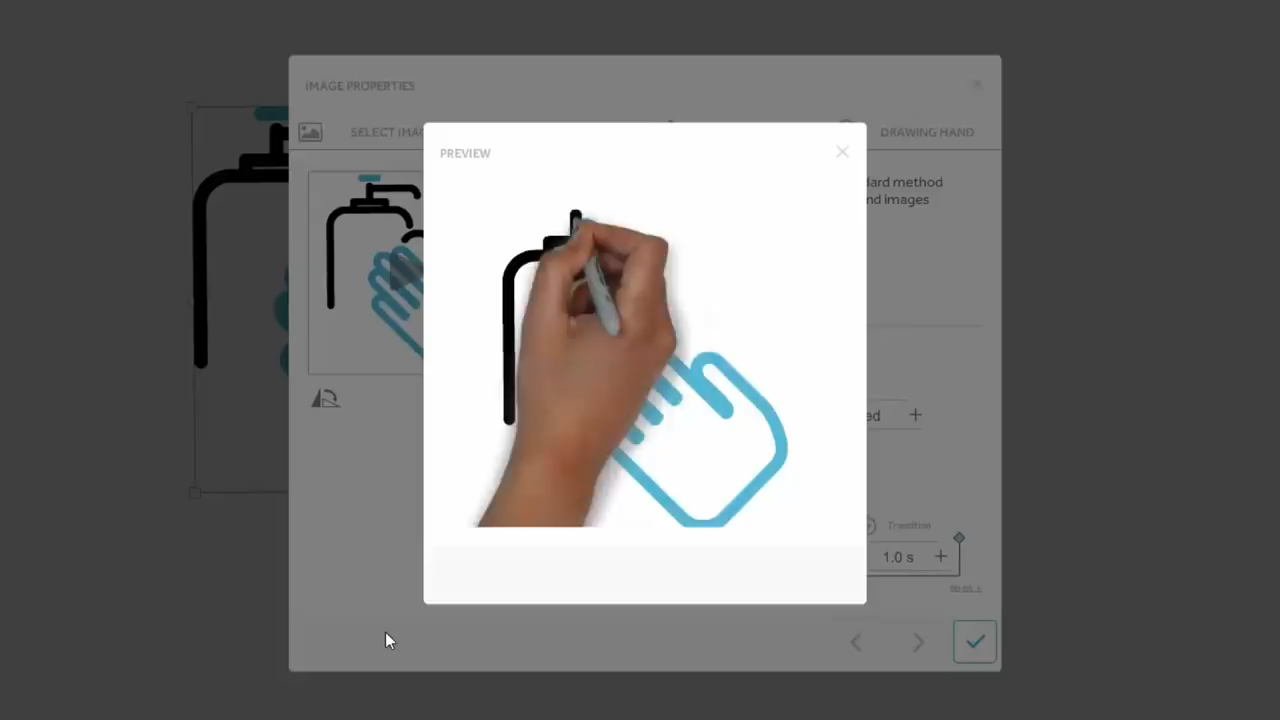 IMAGE PROPERTIES
SELECT IMA
DRAWING HAND
PREVIEW
dard method
nd images
ed
Transition
1.0 s